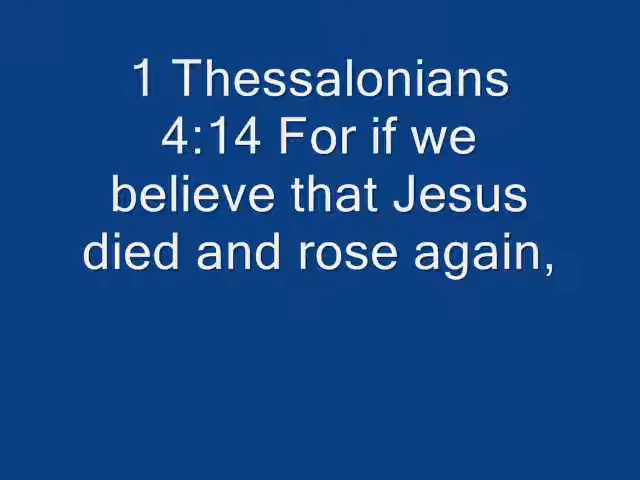 1 Thessalonians
4:14 For if we
believe that Jesus
died and rose again,